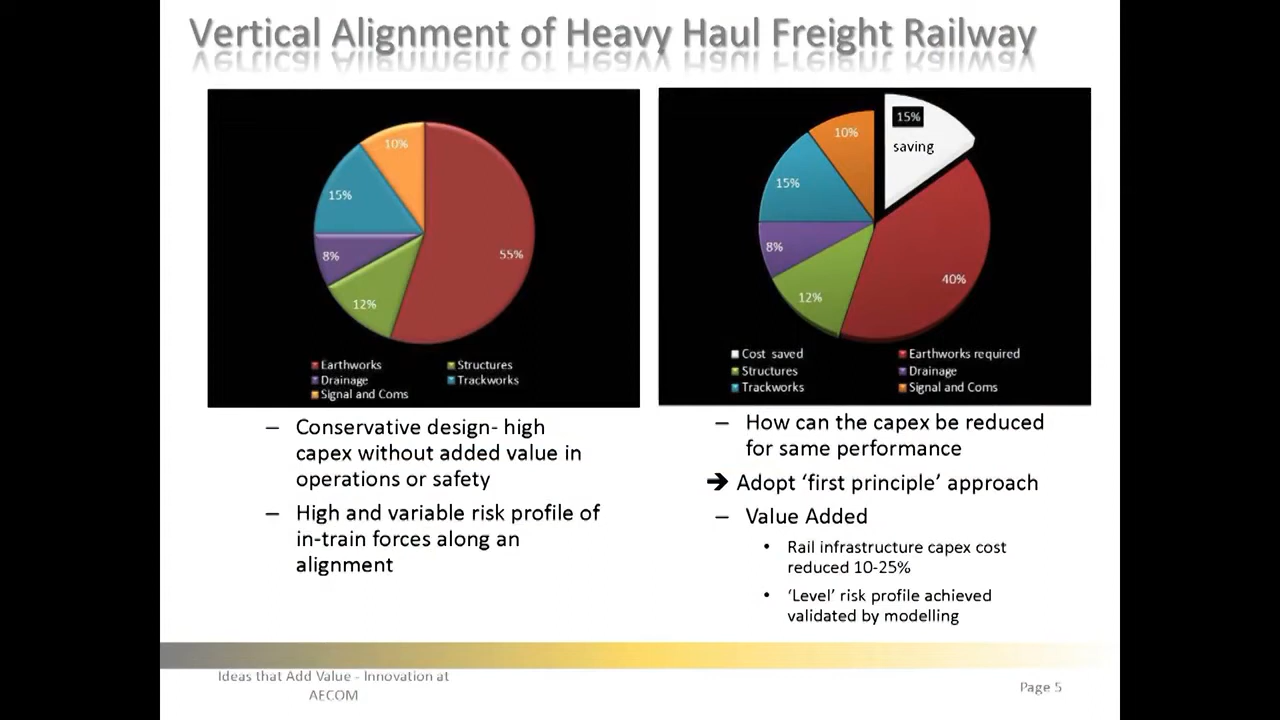 Vertical Alignment of Heavy Haul Freight Railway
10%
15%
8%
12%
55%
Earthworks
Structures
Drainage
Trackworks
Signal and Coms
– Conservative design- high
capex without added value in
operations or safety
– High and variable risk profile of
in-train forces along an
alignment
15%
saving
10%
15%
8%
12%
40%
Cost saved
Earthworks required
Structures
Drainage
Trackworks
Signal and Coms
– How can the capex be reduced
for same performance
➔ Adopt ‘first principle’ approach
– Value Added
• Rail infrastructure capex cost
reduced 10-25%
• ‘Level’ risk profile achieved
validated by modelling
Ideas that Add Value - Innovation at
AECOM
Page 5